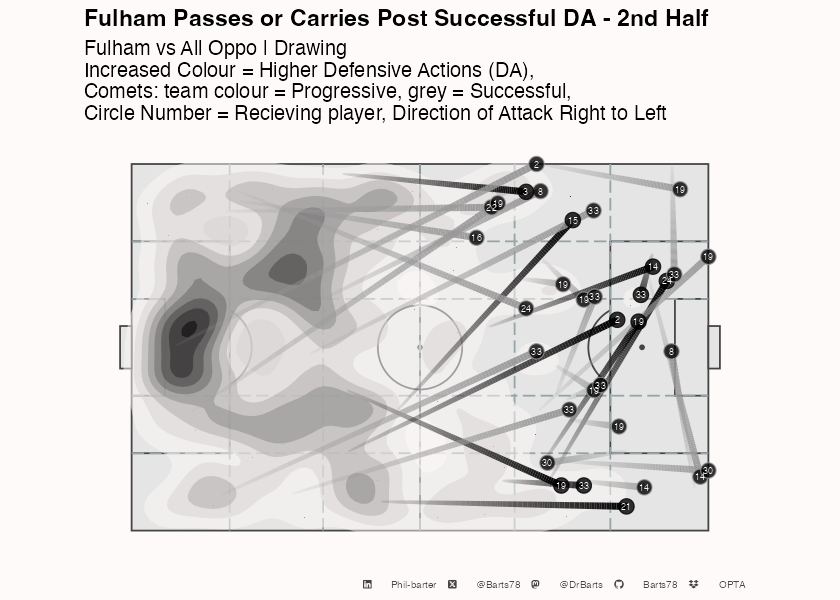 Fulham Passes or Carries Post Successful DA - 2nd Half
Fulham vs All Oppo | Drawing
Increased Colour = Higher Defensive Actions (DA),
Comets: team colour = Progressive, grey = Successful,
Circle Number = Recieving player, Direction of Attack Right to Left
2
3 8 19
19
33
15
16
19
14
33
24
19 33
33
24
2 19
33 8
33
33
19
30
30
14
19 33 14
21
Phil-barter @Barts78 @DrBarts Barts78 OPTA